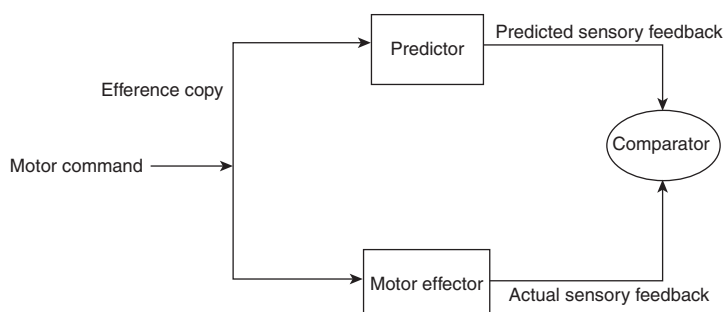 Predicted sensory feedback
Predictor
Efference copy
Comparator
Motor command
Motor effector
Actual sensory feedback